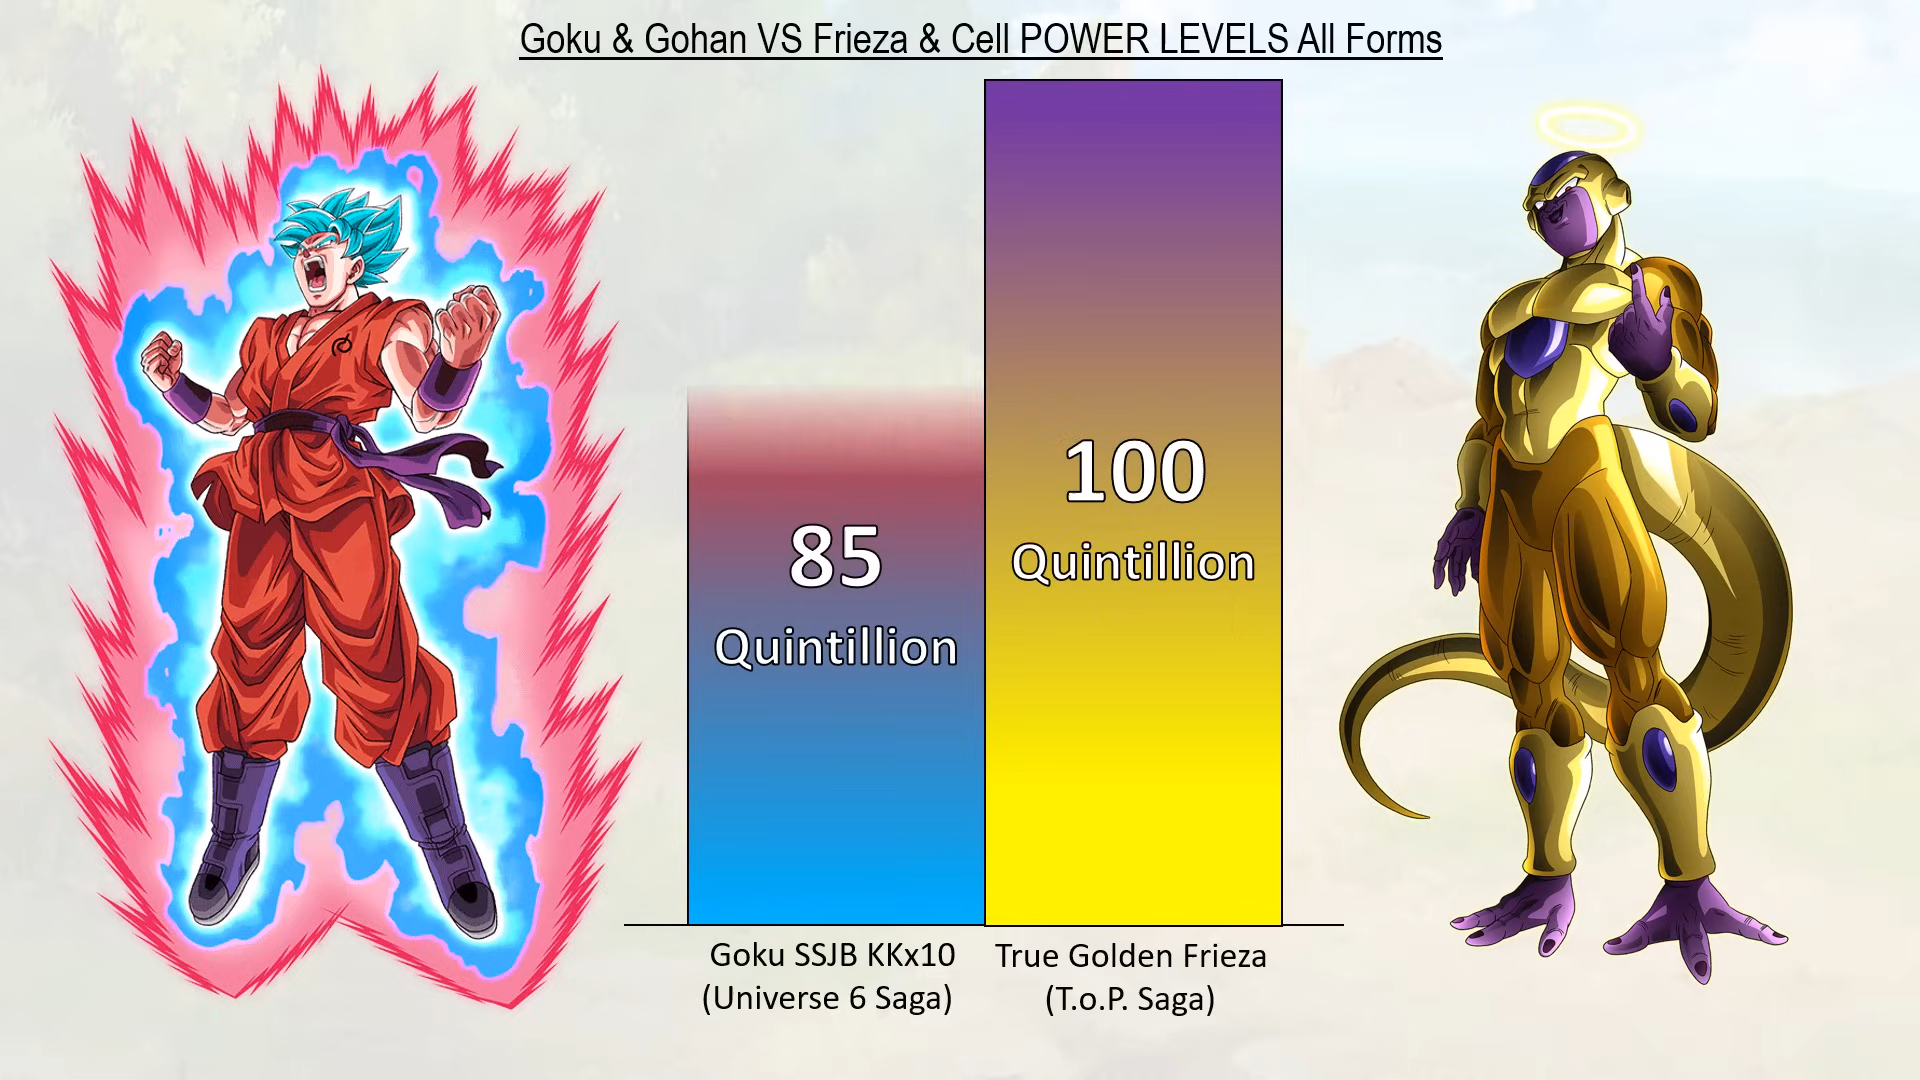 Goku & Gohan VS Frieza & Cell POWER LEVELS All Forms
85
Quintillion
100
Quintillion
Goku SSJB KKx10
(Universe 6 Saga)
True Golden Frieza
(T.o.P. Saga)